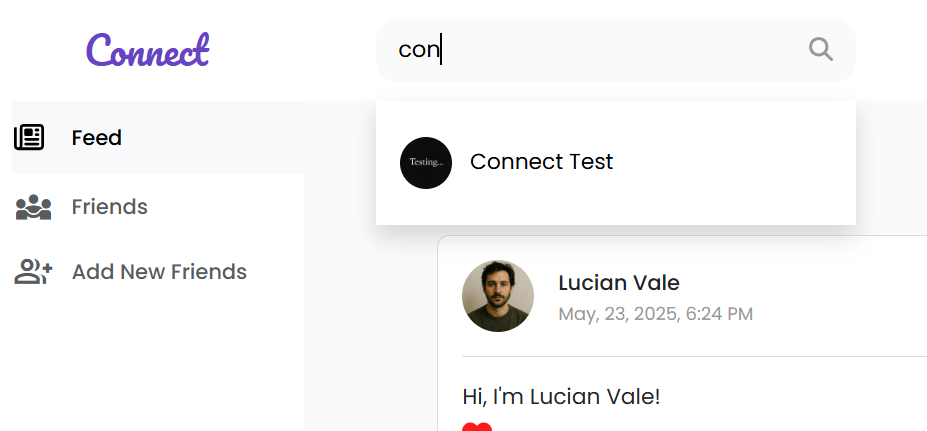 Connect
con
Feed
Testing...
Connect Test
Friends
Add New Friends
Lucian Vale
May, 23, 2025, 6:24 PM
Hi, I'm Lucian Vale!